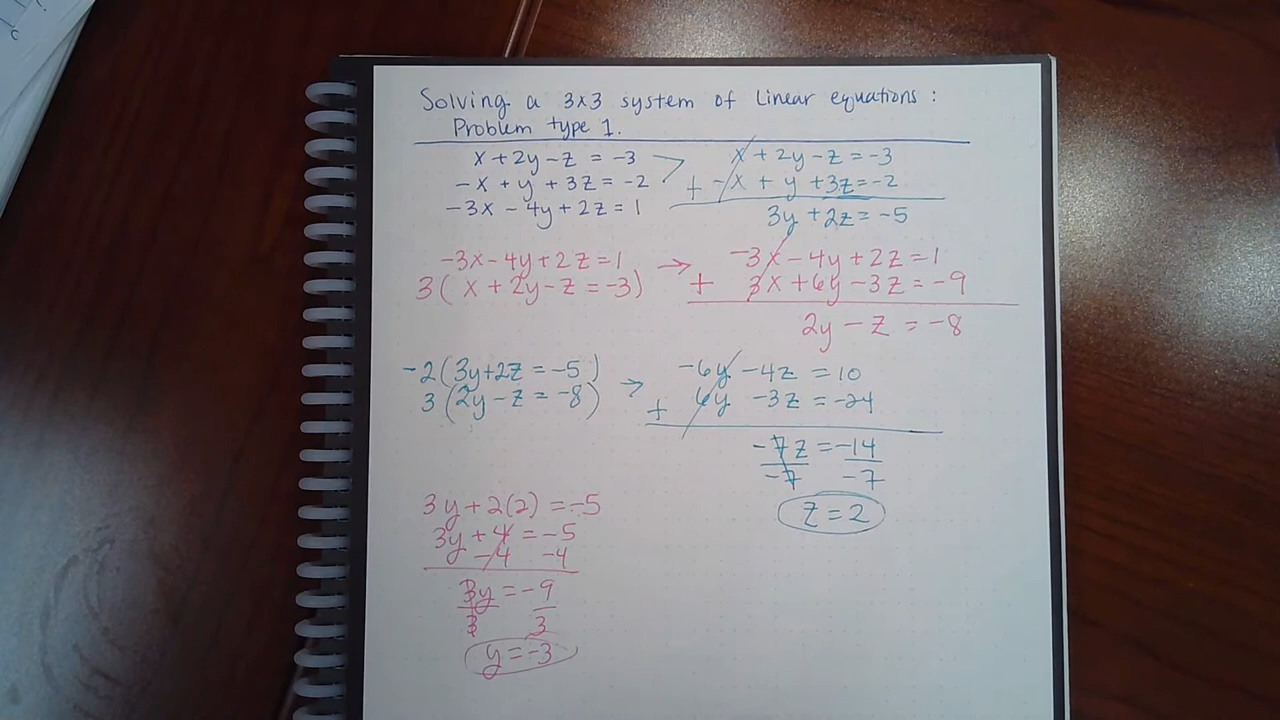 Solving a 3x3 system of Linear equations:
Problem type 1.
x + 2y - z = -3
-x + y + 3z = -2
-3x - 4y + 2z = 1
x + 2y - z = -3
+ -x + y + 3z = -2
3y + 2z = -5
-3x - 4y + 2z = 1
3( x + 2y - z = -3)
→ -3x - 4y + 2z = 1
+ 3x + 6y - 3z = -9
2y - z = -8
-2(3y + 2z = -5)
3(2y - z = -8)
→ -6y - 4z = 10
+ 6y - 3z = -24
-7z = -14
-7 -7
z = 2
3y + 2(2) = -5
3y + 4 = -5
-4 -4
3y = -9
3 3
y = -3